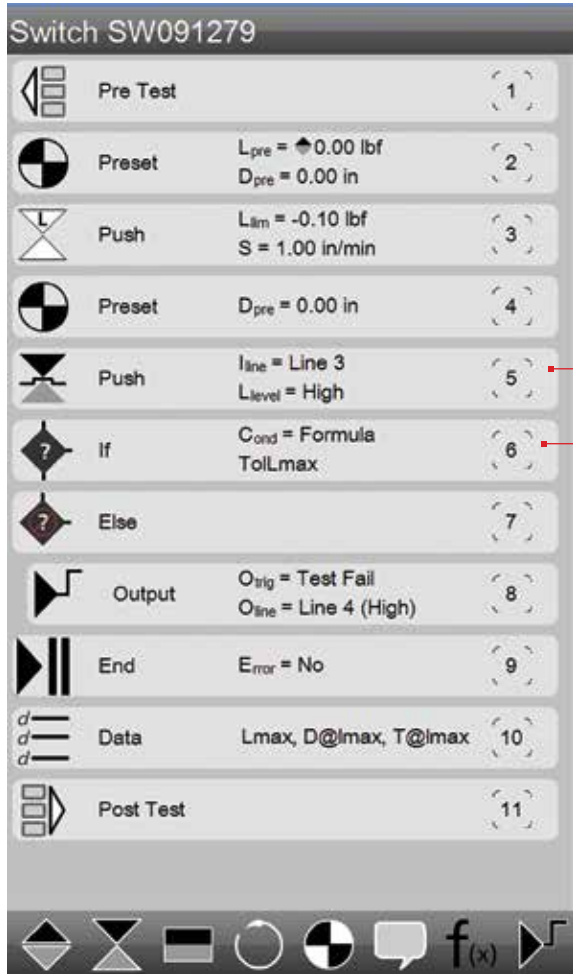 Switch SW091279
Pre Test 1
Preset Lpre = 0.00 lbf 2
Dpre = 0.00 in
L
Push Llim = -0.10 lbf 3
S = 1.00 in/min
Preset Dpre = 0.00 in 4
Push Iline = Line 3 5
Llevel = High
? If Cond = Formula 6
TolLmax
? Else 7
Output Otrig = Test Fail 8
Oline = Line 4 (High)
End Error = No 9
d
d
d
Data Lmax, D@lmax, T@lmax 10
Post Test 11
f(x)